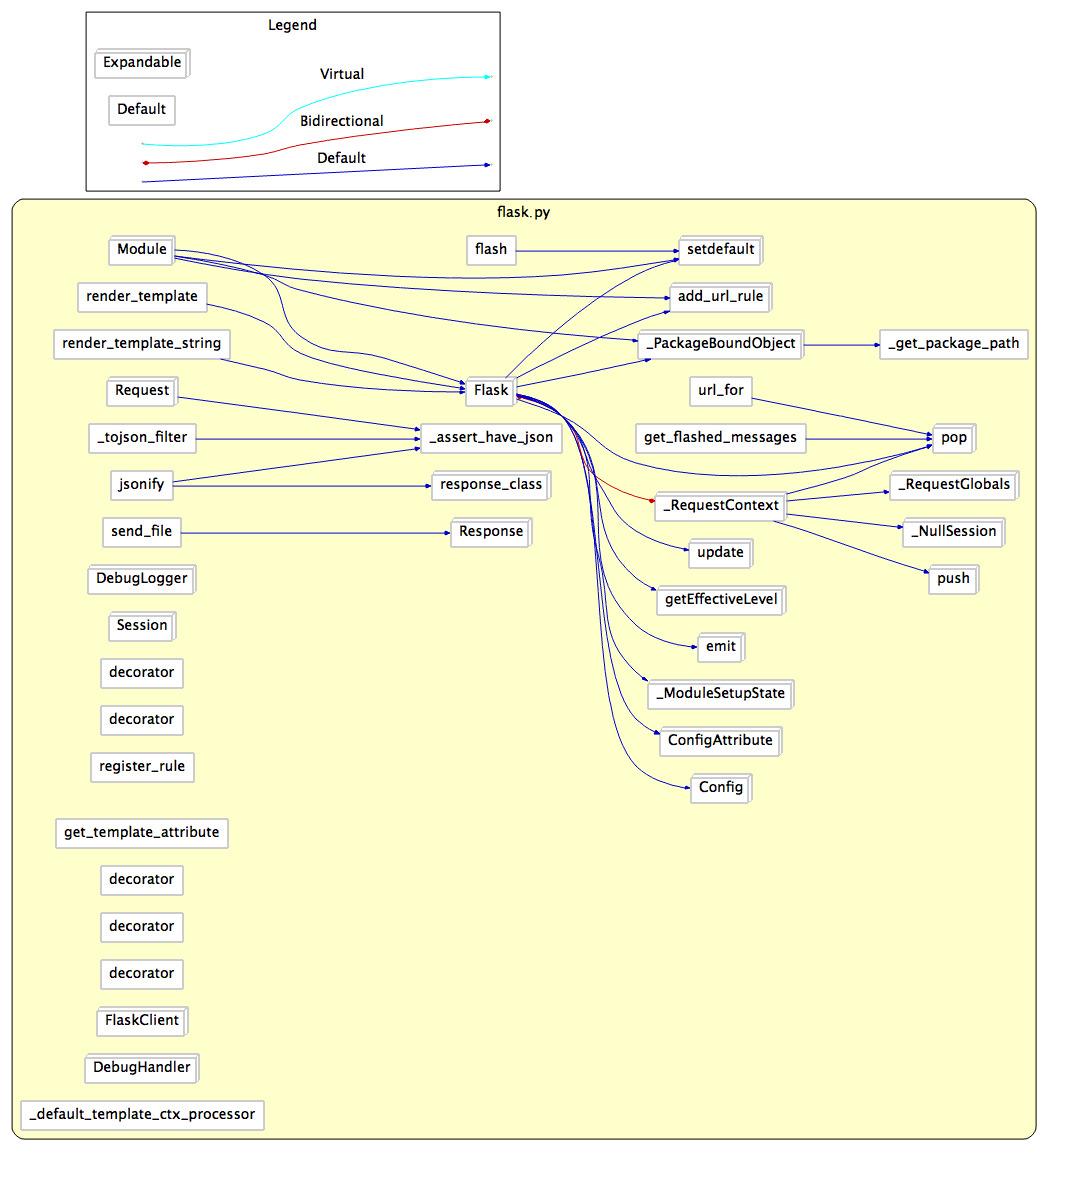 Legend
Expandable
Virtual
Default
Bidirectional
Default
flask.py
Module
flash
setdefault
render_template
add_url_rule
render_template_string
_PackageBoundObject
_get_package_path
Request
Flask
url_for
_tojson_filter
_assert_have_json
get_flashed_messages
pop
jsonify
response_class
_RequestContext
_RequestGlobals
send_file
Response
_NullSession
update
DebugLogger
push
getEffectiveLevel
Session
emit
decorator
_ModuleSetupState
decorator
ConfigAttribute
register_rule
Config
get_template_attribute
decorator
decorator
decorator
FlaskClient
DebugHandler
_default_template_ctx_processor